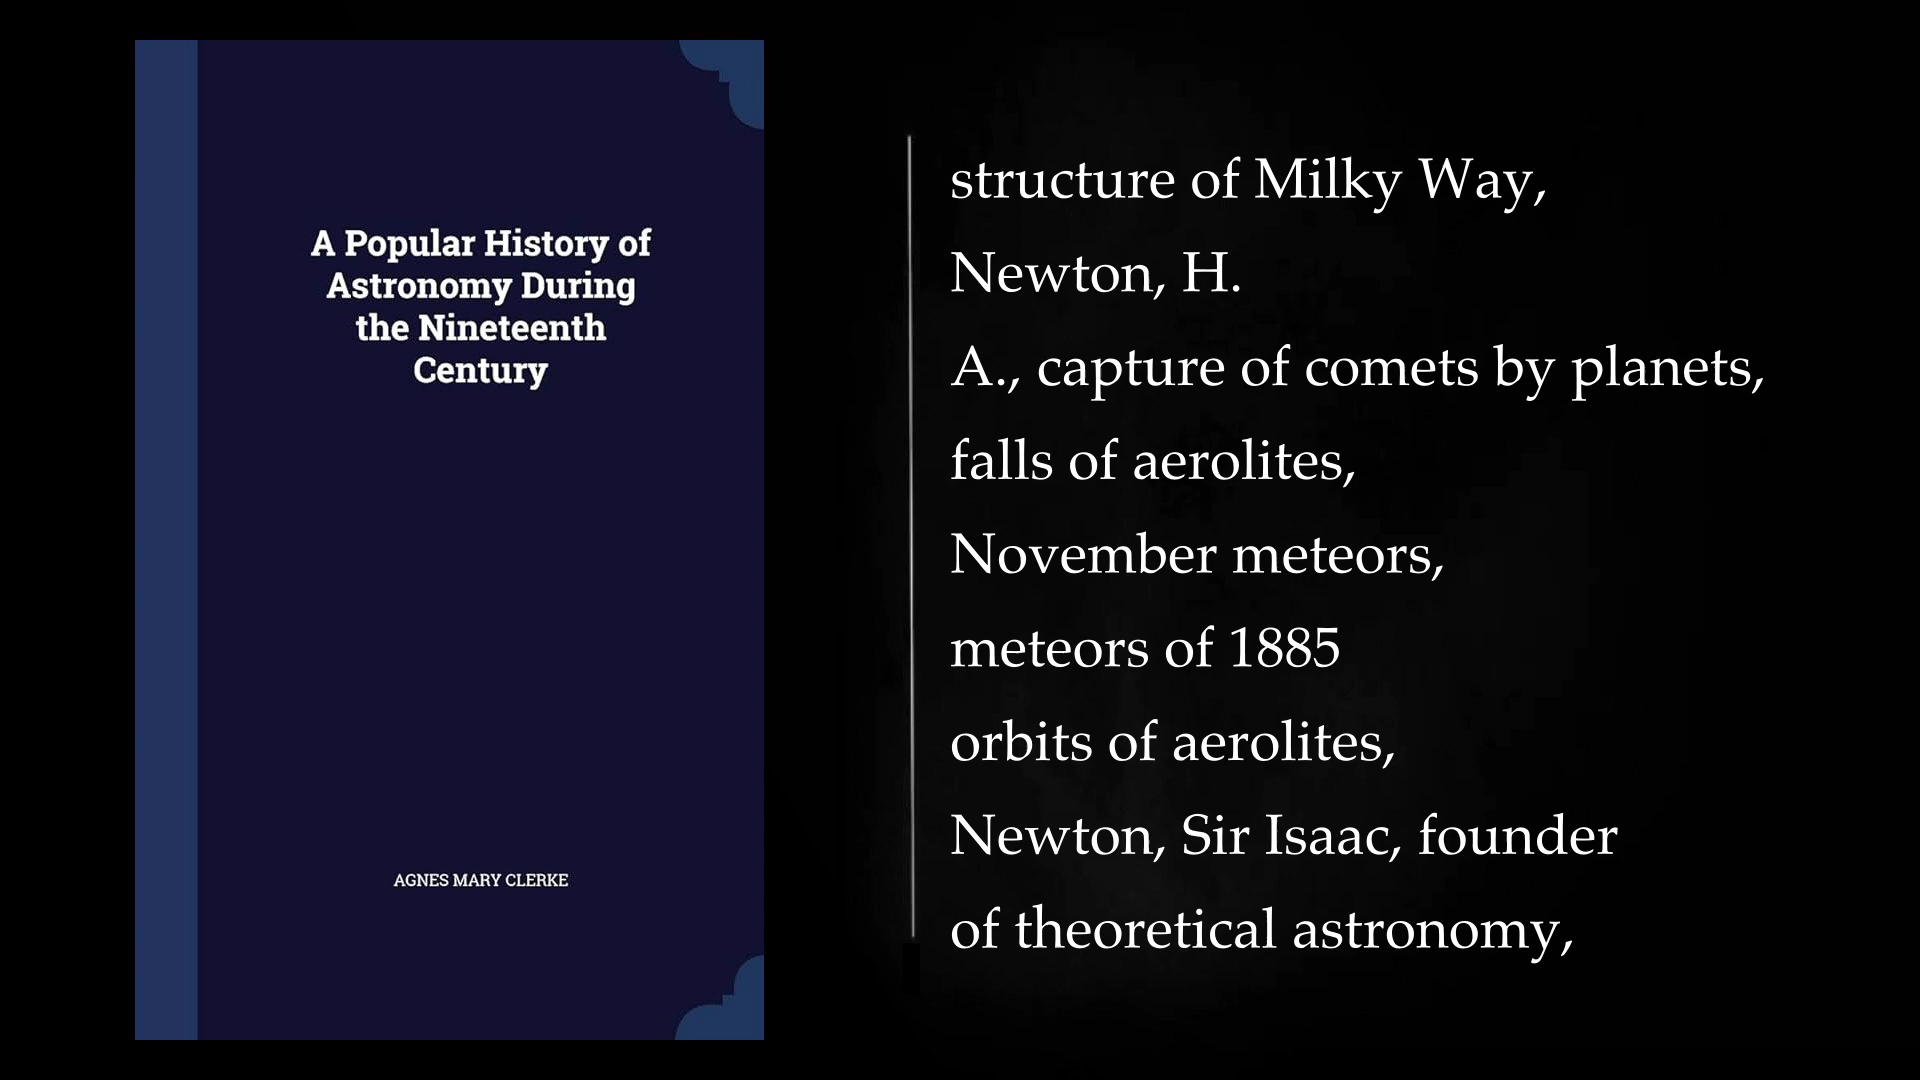 A Popular History of
Astronomy During
the Nineteenth
Century
AGNES MARY CLERKE
structure of Milky Way,
Newton, H.
A., capture of comets by planets,
falls of aerolites,
November meteors,
meteors of 1885
orbits of aerolites,
Newton, Sir Isaac, founder
of theoretical astronomy,